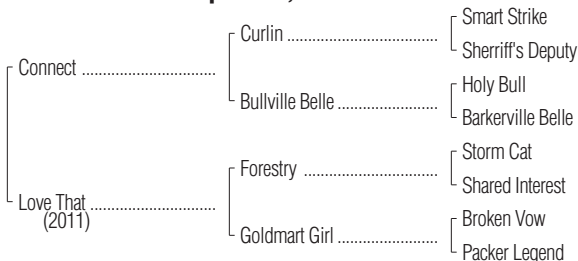 Smart Strike
Curlin ..............................
Sherriff's Deputy
Connect ..............................
Holy Bull
Bullville Belle ....................
Barkerville Belle
Storm Cat
Forestry ...........................
Shared Interest
Love That ............................
(2011)
Broken Vow
Goldmart Girl ....................
Packer Legend